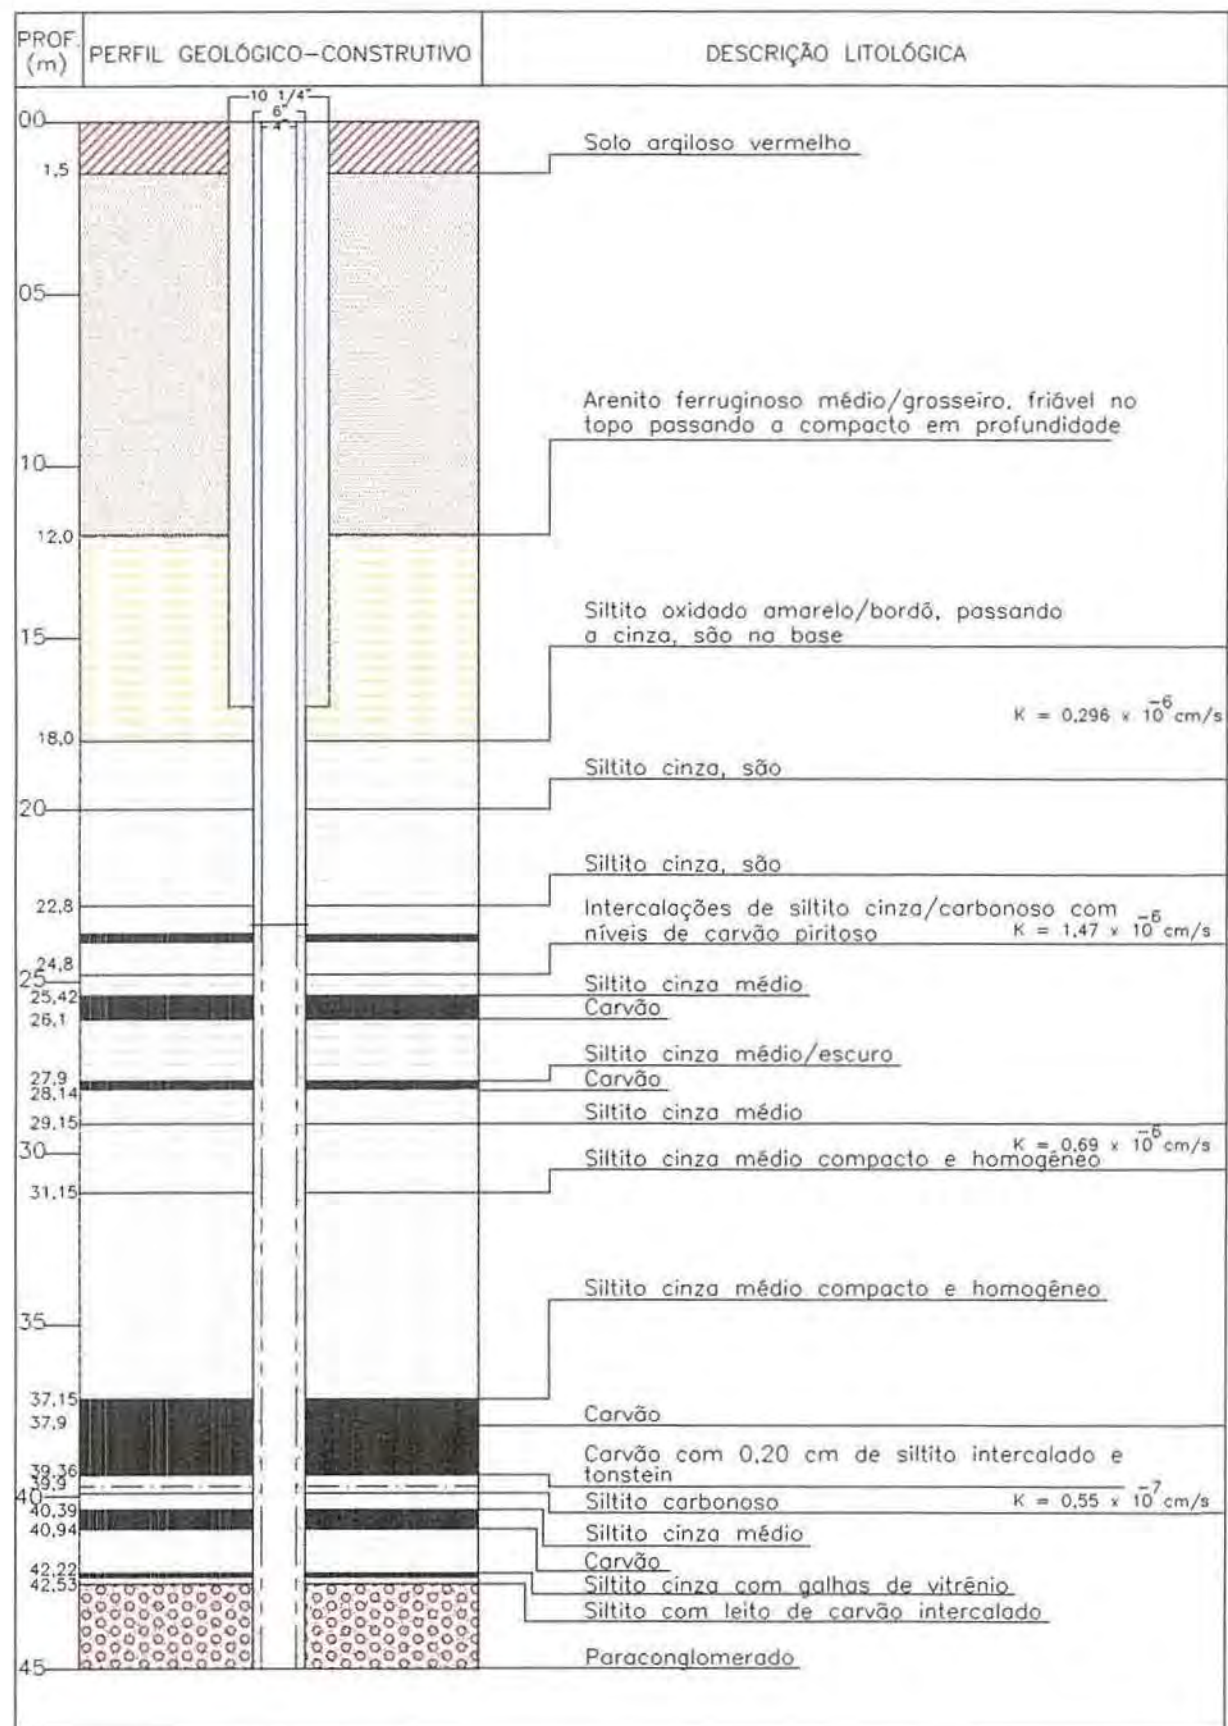 PROF. (m)
PERFIL GEOLÓGICO-CONSTRUTIVO
DESCRIÇÃO LITOLÓGICA
10 1/4"
6"
4"
00
1,5
05
10
12,0
15
18,0
20
22,8
24,8
25
25,42
26,1
27,9
28,14
29,15
30
31,15
35
37,15
37,9
39,36
39,9
40
40,39
40,94
42,22
42,53
45
Solo argiloso vermelho
Arenito ferruginoso médio/grosseiro, friável no
topo passando a compacto em profundidade
Siltito oxidado amarelo/bordô, passando
a cinza, são na base
K = 0,296 x 10⁻⁶ cm/s
Siltito cinza, são
Siltito cinza, são
Intercalações de siltito cinza/carbonoso com
níveis de carvão piritoso
K = 1,47 x 10⁻⁶ cm/s
Siltito cinza médio
Carvão
Siltito cinza médio/escuro
Carvão
Siltito cinza médio
K = 0,69 x 10⁻⁶ cm/s
Siltito cinza médio compacto e homogêneo
Siltito cinza médio compacto e homogêneo
Carvão
Carvão com 0,20 cm de siltito intercalado e
tonstein
Siltito carbonoso
K = 0,55 x 10⁻⁷ cm/s
Siltito cinza médio
Carvão
Siltito cinza com galhas de vitrênio
Siltito com leito de carvão intercalado
Paraconglomerado